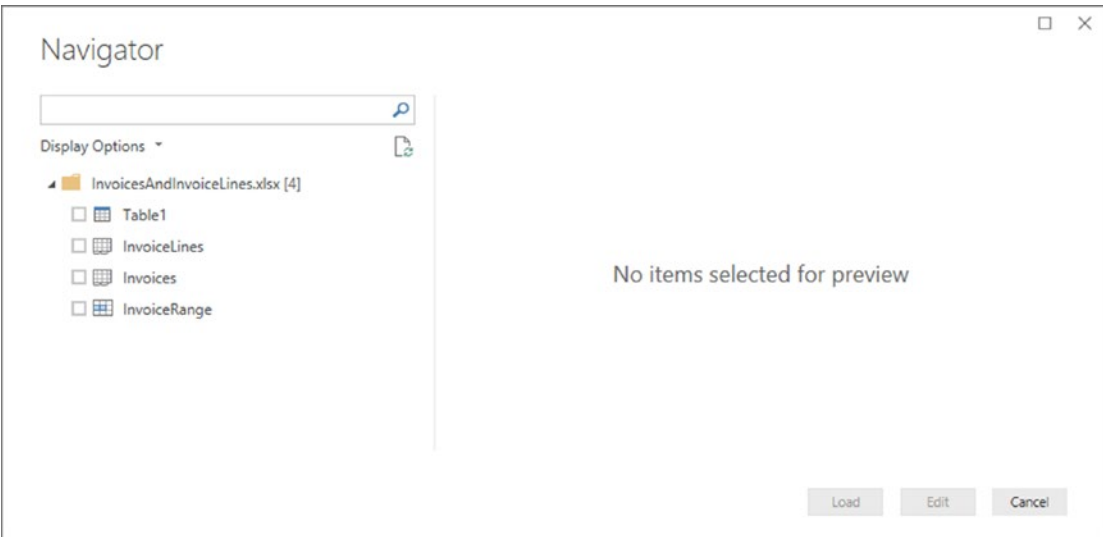 Navigator
Display Options
InvoicesAndInvoiceLines.xlsx [4]
Table1
InvoiceLines
Invoices
InvoiceRange
No items selected for preview
Load Edit Cancel